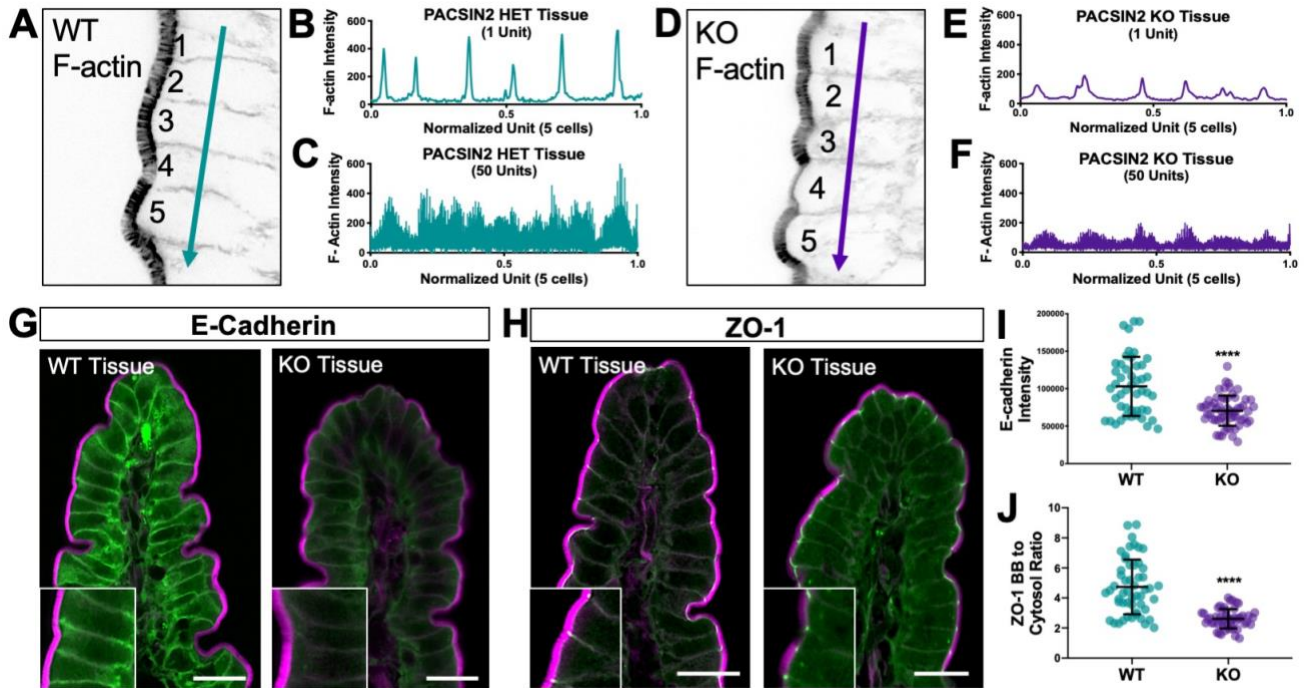 A
WT
F-actin
1
2
3
4
5
B
PACSIN2 HET Tissue
(1 Unit)
F-actin Intensity
600
400
200
0
0.0
0.5
1.0
Normalized Unit (5 cells)
C
PACSIN2 HET Tissue
(50 Units)
F- Actin Intensity
600
400
200
0
0.0
0.5
1.0
Normalized Unit (5 cells)
D
KO
F-actin
1
2
3
4
5
E
PACSIN2 KO Tissue
(1 Unit)
F-actin Intensity
600
400
200
0
0.0
0.5
1.0
Normalized Unit (5 cells)
F
PACSIN2 KO Tissue
(50 Units)
F- Actin Intensity
600
400
200
0
0.0
0.5
1.0
Normalized Unit (5 cells)
G
E-Cadherin
WT Tissue
KO Tissue
H
ZO-1
WT Tissue
KO Tissue
I
E-cadherin
Intensity
200000
150000
100000
50000
0
****
WT
KO
J
ZO-1 BB to
Cytosol Ratio
10
8
6
4
2
0
****
WT
KO